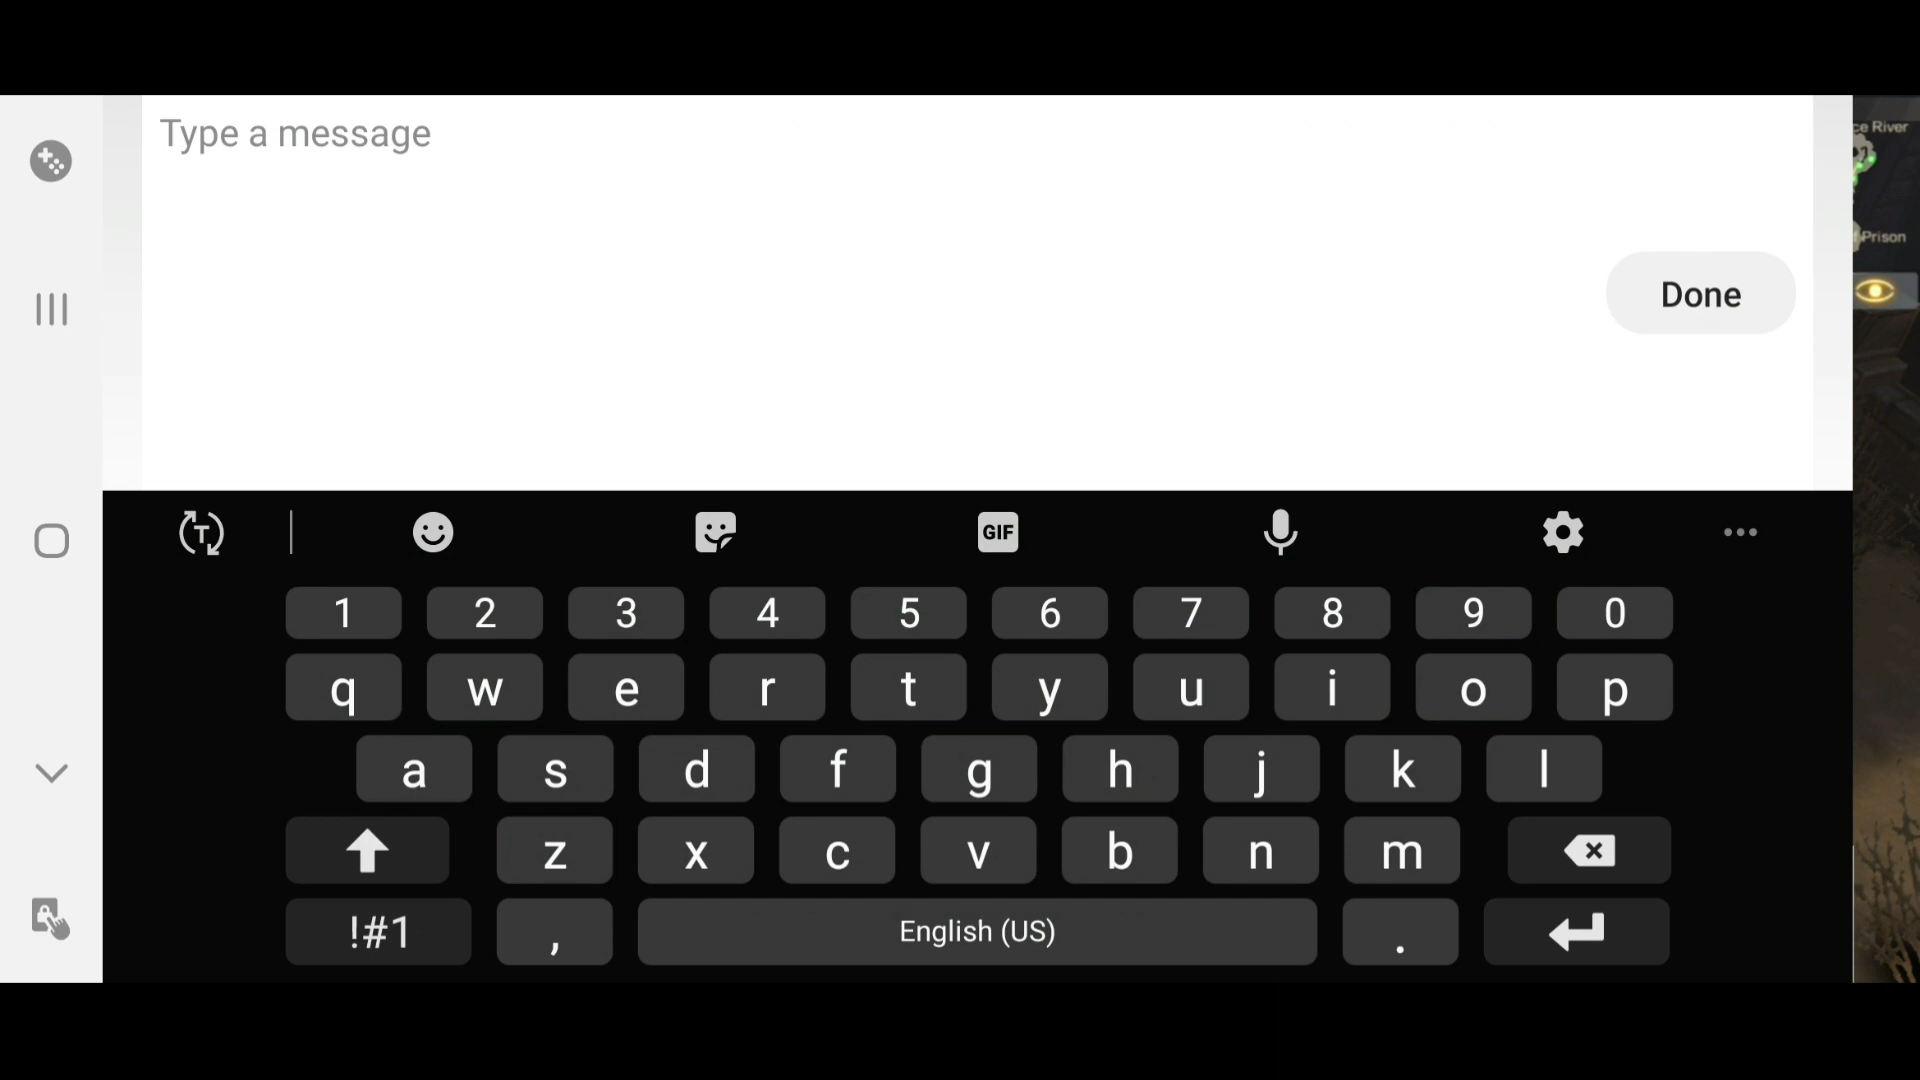 Type a message
ce River
Prison
Done
T
GIF
1 2 3 4 5 6 7 8 9 0
q w e r t y u i o p
a s d f g h j k l
z x c v b n m
!#1 , English (US) .